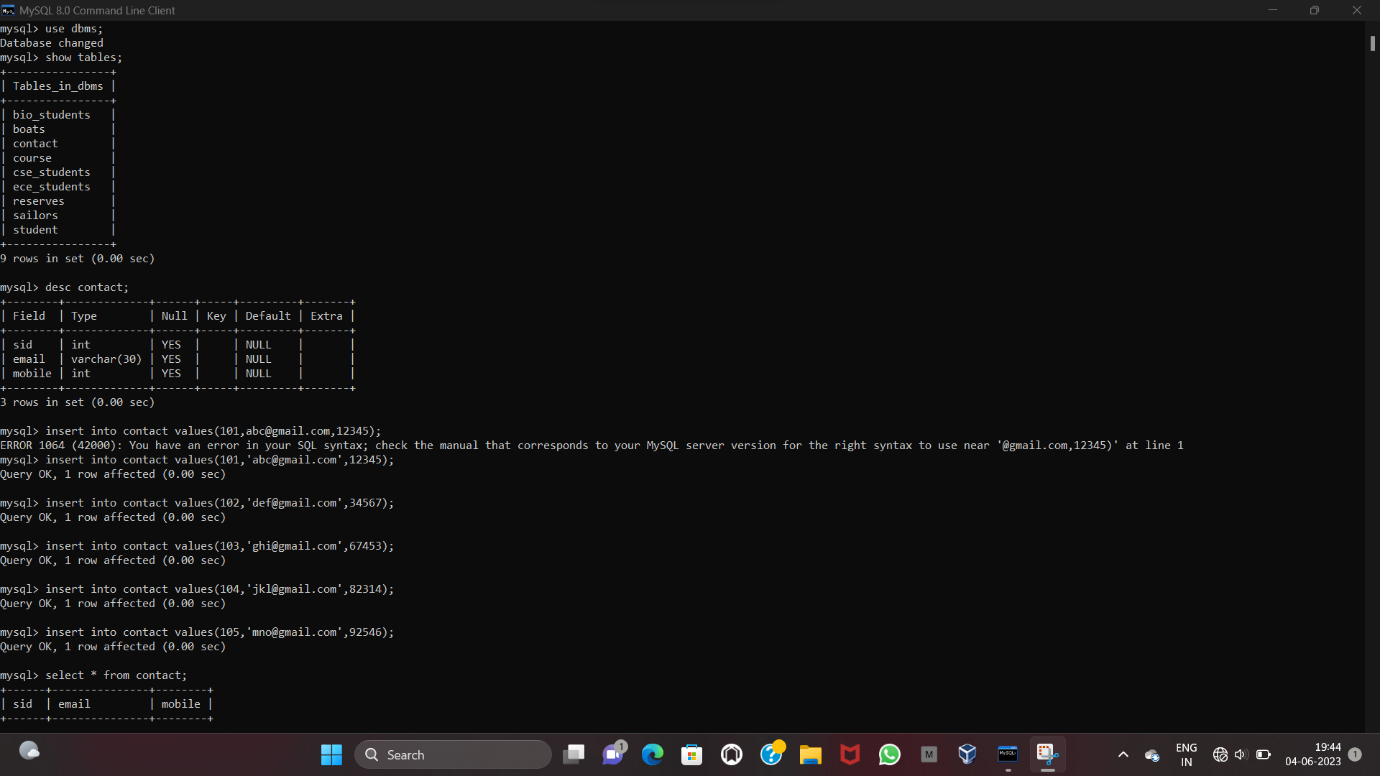 MySQL 8.0 Command Line Client
mysql> use dbms;
Database changed
mysql> show tables;
+----------------+
| Tables_in_dbms |
+----------------+
| bio_students   |
| boats          |
| contact        |
| course         |
| cse_students   |
| ece_students   |
| reserves       |
| sailors        |
| student        |
+----------------+
9 rows in set (0.00 sec)
mysql> desc contact;
+--------+-------------+------+-----+---------+-------+
| Field  | Type        | Null | Key | Default | Extra |
+--------+-------------+------+-----+---------+-------+
| sid    | int         | YES  |     | NULL    |       |
| email  | varchar(30) | YES  |     | NULL    |       |
| mobile | int         | YES  |     | NULL    |       |
+--------+-------------+------+-----+---------+-------+
3 rows in set (0.00 sec)
mysql> insert into contact values(101,abc@gmail.com,12345);
ERROR 1064 (42000): You have an error in your SQL syntax; check the manual that corresponds to your MySQL server version for the right syntax to use near '@gmail.com,12345)' at line 1
mysql> insert into contact values(101,'abc@gmail.com',12345);
Query OK, 1 row affected (0.00 sec)
mysql> insert into contact values(102,'def@gmail.com',34567);
Query OK, 1 row affected (0.00 sec)
mysql> insert into contact values(103,'ghi@gmail.com',67453);
Query OK, 1 row affected (0.00 sec)
mysql> insert into contact values(104,'jkl@gmail.com',82314);
Query OK, 1 row affected (0.00 sec)
mysql> insert into contact values(105,'mno@gmail.com',92546);
Query OK, 1 row affected (0.00 sec)
mysql> select * from contact;
+------+---------------+--------+
| sid  | email         | mobile |
+------+---------------+--------+
Search
1
M
ENG
IN
19:44
04-06-2023
1